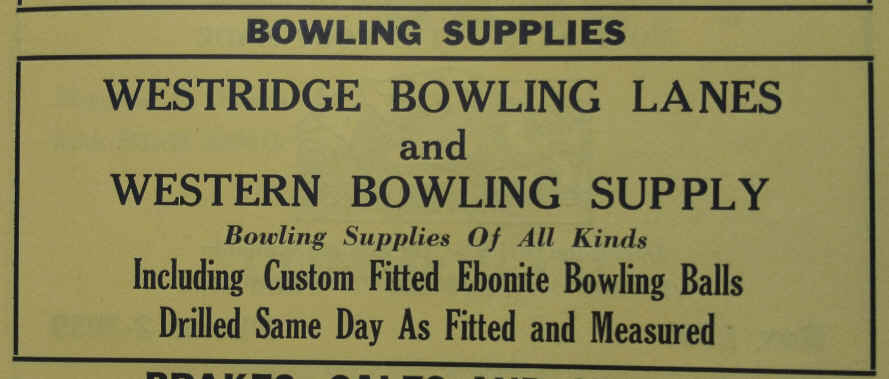 BOWLING SUPPLIES
WESTRIDGE BOWLING LANES
and
WESTERN BOWLING SUPPLY
Bowling Supplies Of All Kinds
Including Custom Fitted Ebonite Bowling Balls
Drilled Same Day As Fitted and Measured